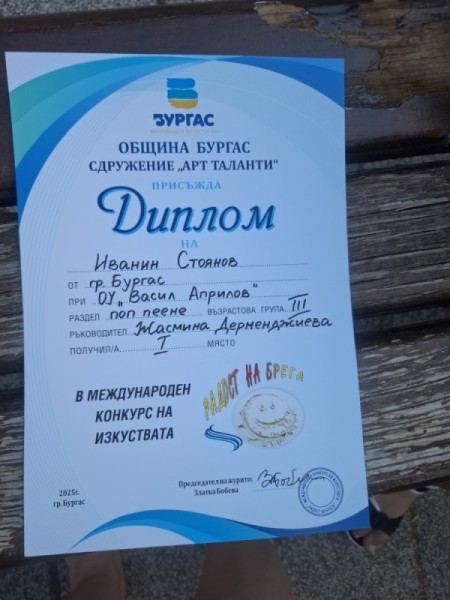 БУРГАС
ОБЩИНА БУРГАС
СДРУЖЕНИЕ „АРТ ТАЛАНТИ“
ПРИСЪЖДА
Диплом
НА
Иванин Стоянов
ОТ гр. Бургас
ПРИ ОУ „Васил Априлов"
РАЗДЕЛ поп пеене ВЪЗРАСТОВА ГРУПА III
РЪКОВОДИТЕЛ Жасмина Дерменджиева
ПОЛУЧИЛ/А I МЯСТО
В МЕЖДУНАРОДЕН
КОНКУРС НА
ИЗКУСТВАТА
РАДОСТ НА БРЕГА
2025г.
гр.Бургас
Председател на журито:
Златка Бобева